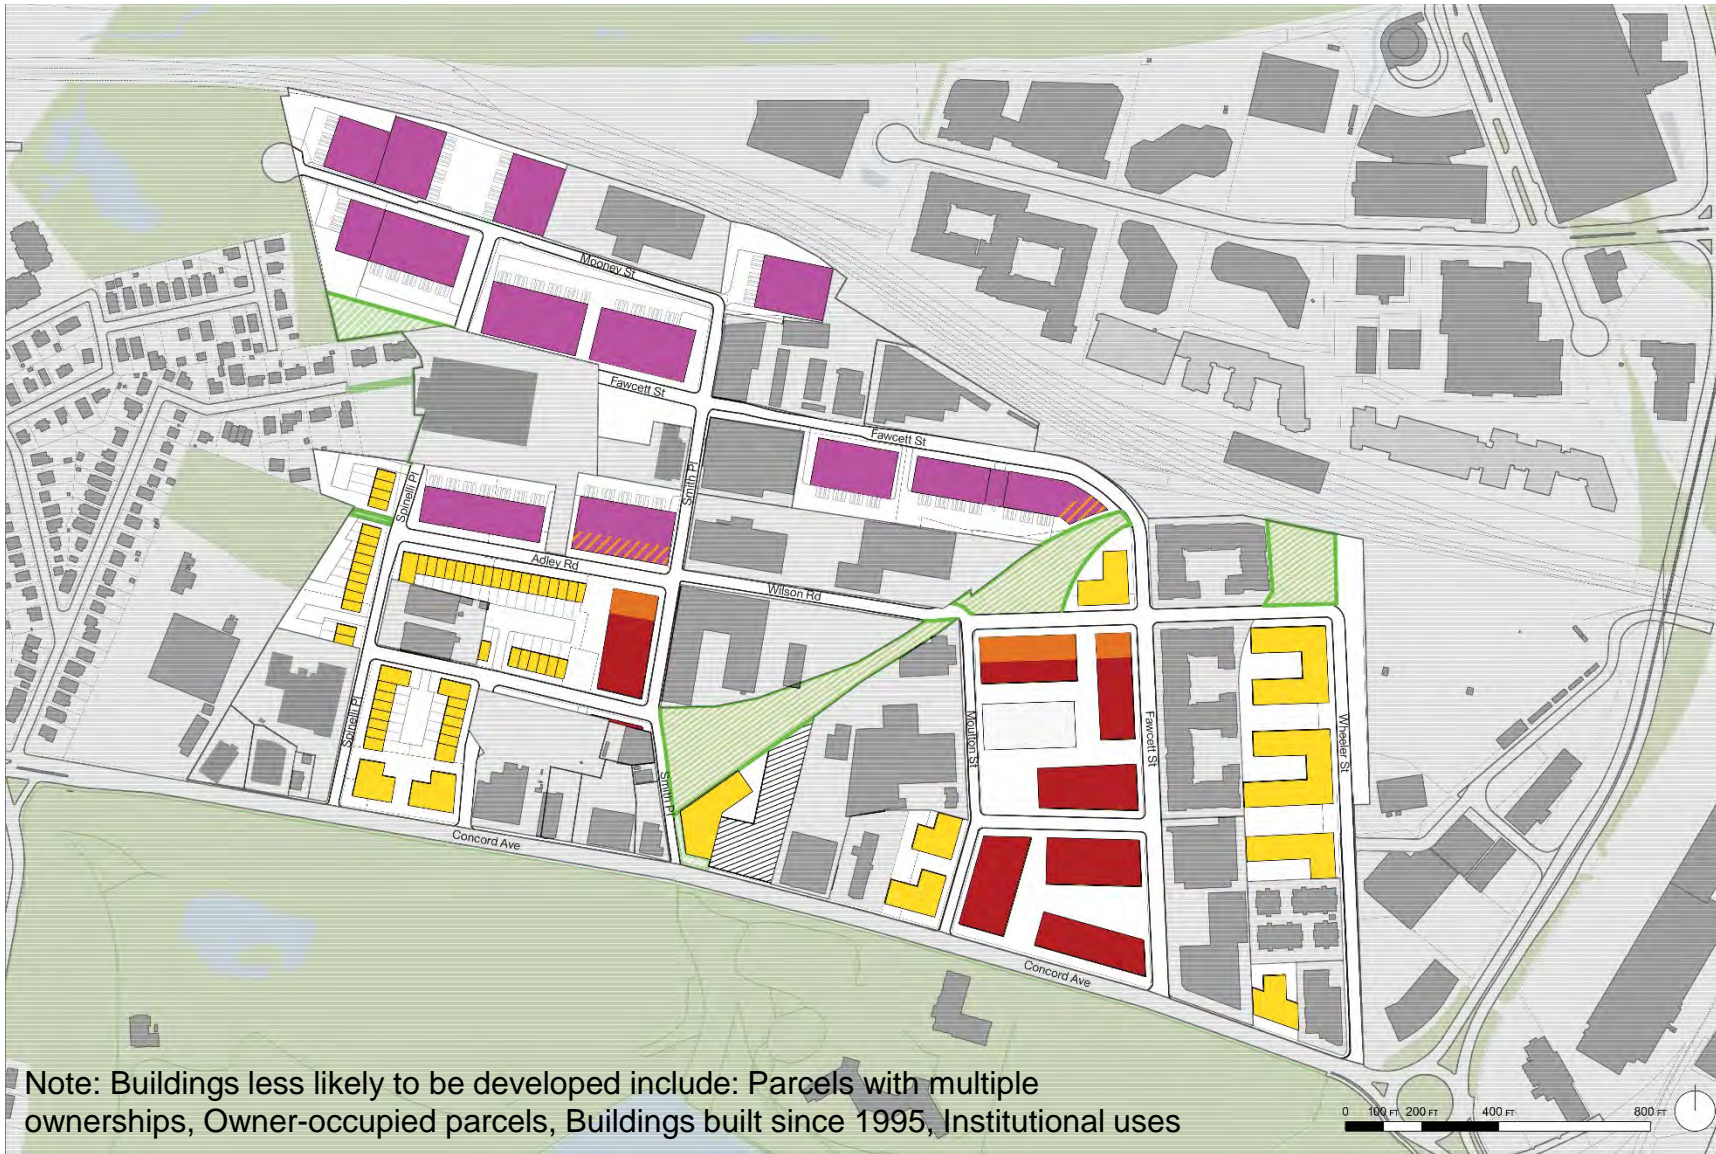 Mooney St
Fawcett St
Fawcett St
Smith Pl
Spinelli Pl
Adley Rd
Wilson Rd
Spinelli Pl
Smith Pl
Moulton St
Fawcett St
Wheeler St
Concord Ave
Concord Ave
Note: Buildings less likely to be developed include: Parcels with multiple
ownerships, Owner-occupied parcels, Buildings built since 1995, Institutional uses
0 100 FT 200 FT 400 FT 800 FT